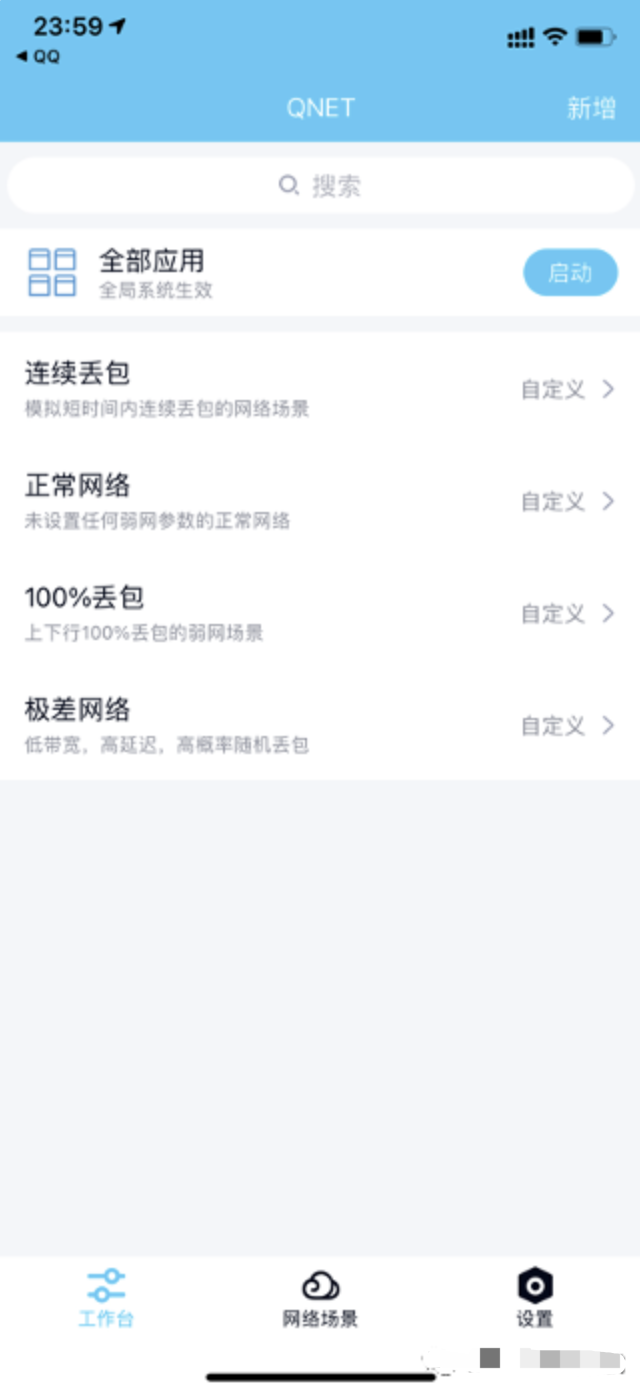 23:59
QQ
QNET
新增
搜索
全部应用
全局系统生效
启动
连续丢包
模拟短时间内连续丢包的网络场景
自定义
正常网络
未设置任何弱网参数的正常网络
自定义
100%丢包
上下行100%丢包的弱网场景
自定义
极差网络
低带宽，高延迟，高概率随机丢包
自定义
工作台
网络场景
设置